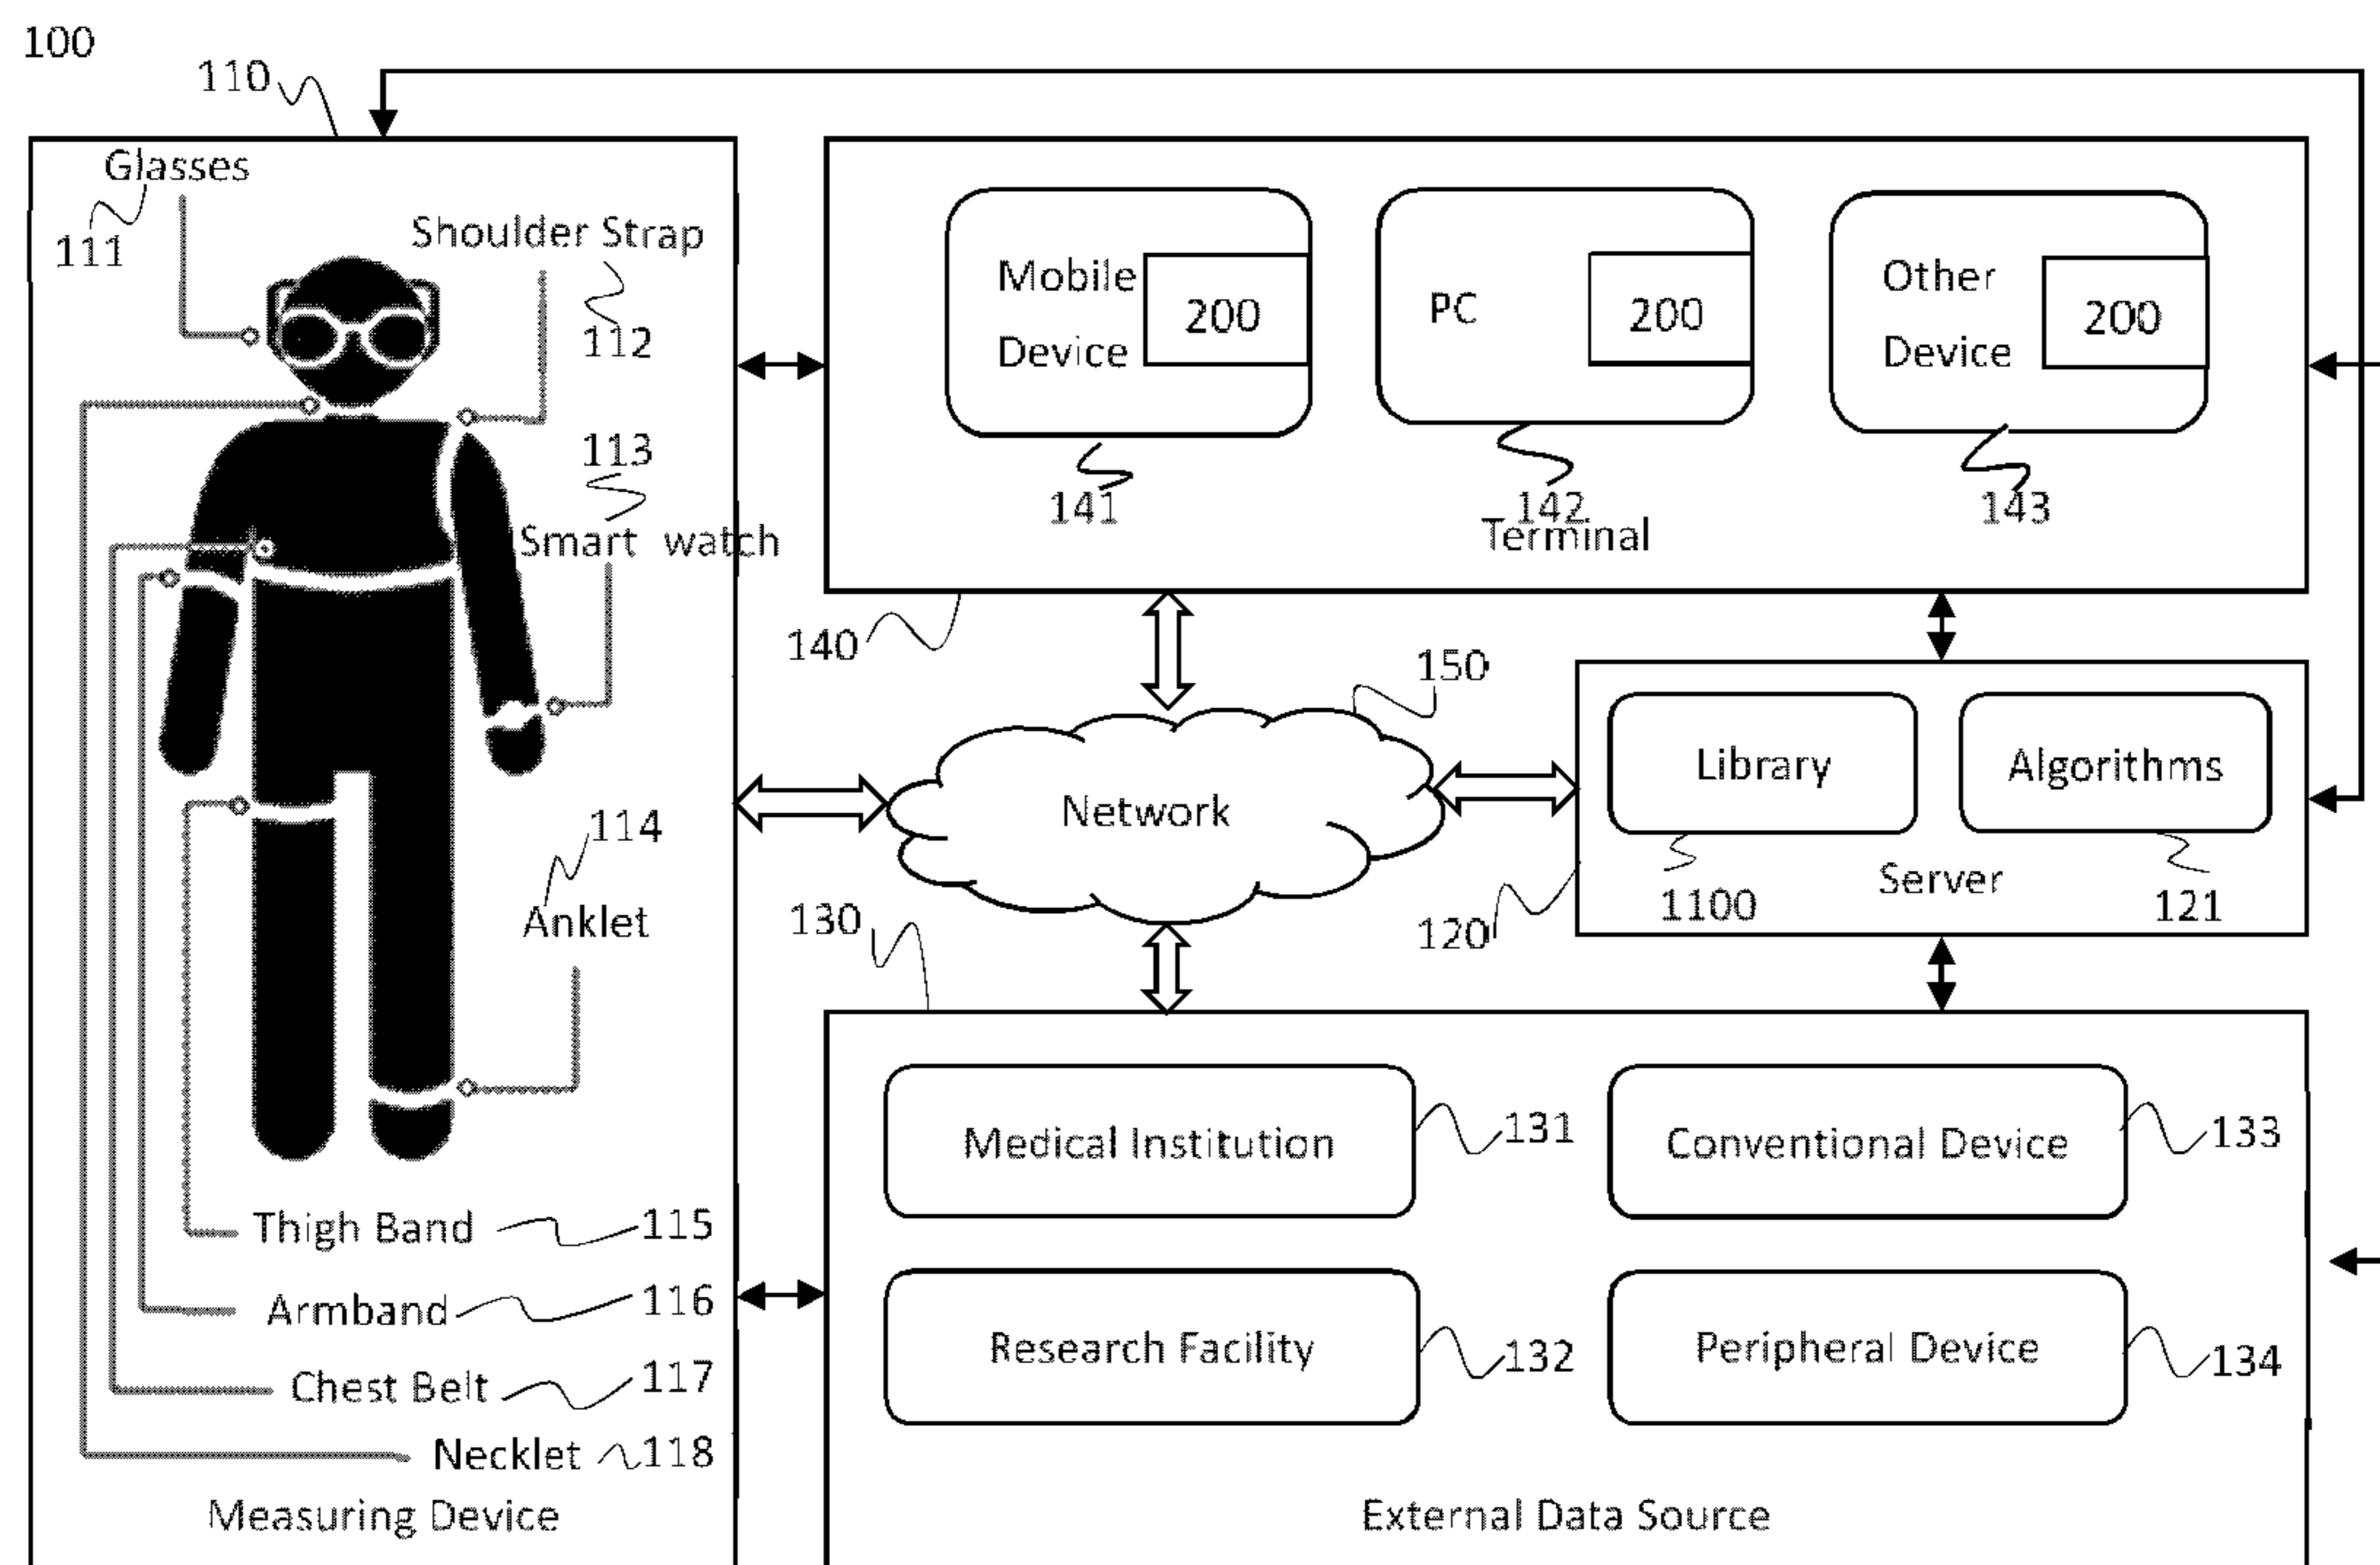 100
110
Glasses
111
Shoulder Strap
112
113
Smart watch
114
Anklet
Thigh Band 115
Armband 116
Chest Belt 117
Necklet 118
Measuring Device
Mobile
Device
200
141
PC
200
142
Other
Device
200
143
Terminal
140
150
Network
Library
1100
Algorithms
121
Server
120
130
Medical Institution
131
Conventional Device
133
Research Facility
132
Peripheral Device
134
External Data Source